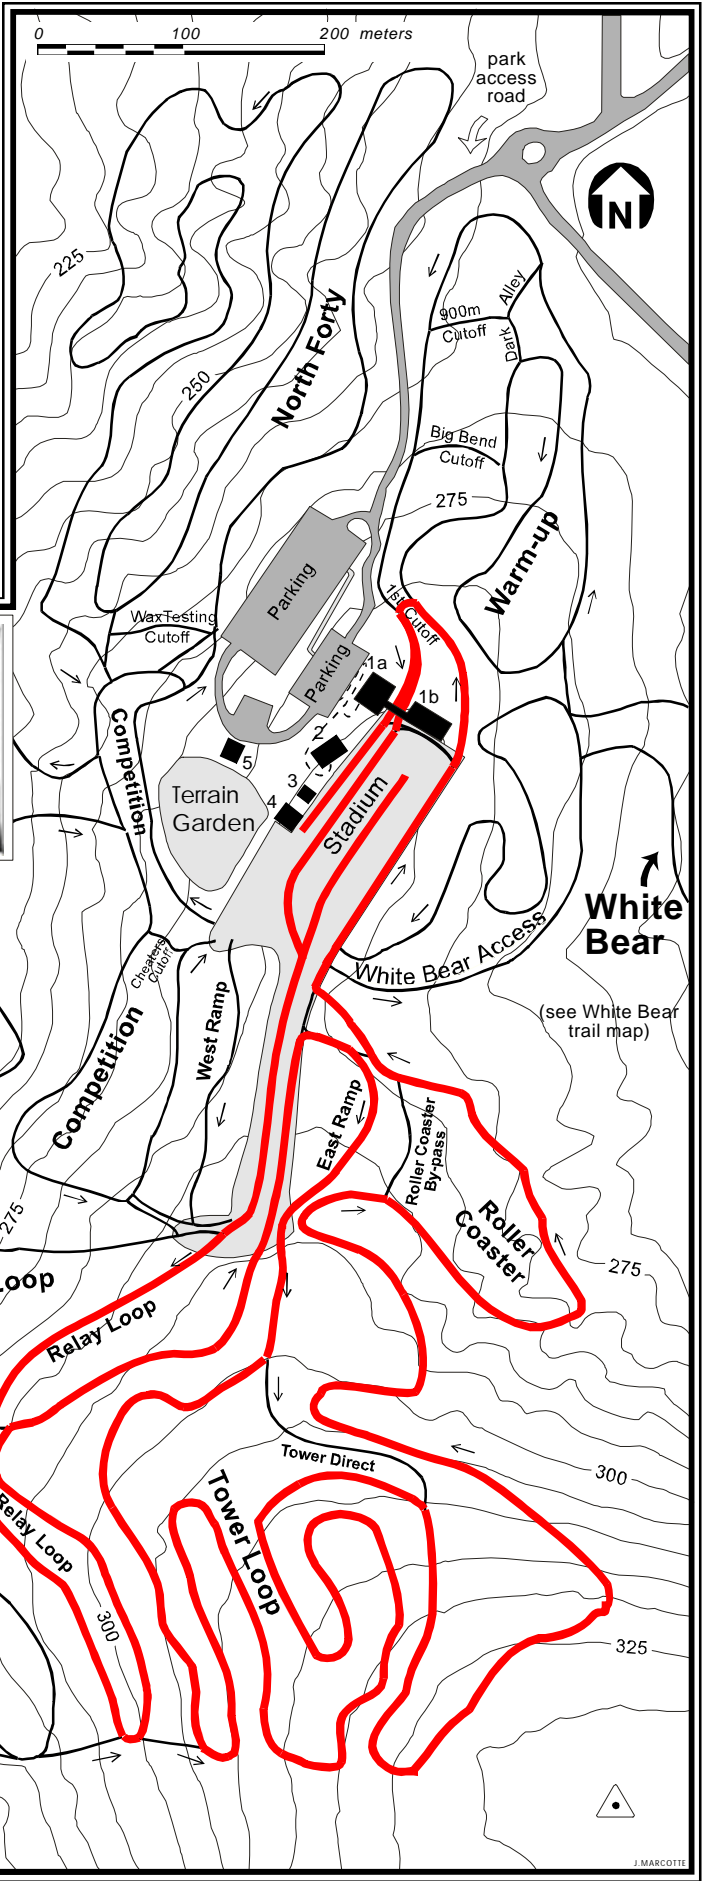 0 100 200 meters
park
access
road
N
225
Alley
900m
Cutoff
Dark
North Forty
250
Big Bend
Cutoff
275
Warm-up
Parking
1st Cutoff
WaxTesting
Cutoff
Parking
1a
1b
Competition
2
5
3
4
Terrain
Garden
Stadium
White
Bear
White Bear Access
Cheaters
Cutoff
(see White Bear
trail map)
West Ramp
Competition
East Ramp
Roller Coaster
By-pass
Roller
Coaster
275
275
Loop
Relay Loop
Tower Direct
300
Tower Loop
Relay Loop
300
325
J.MARCOTTE